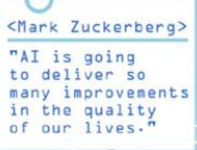 <Mark Zuckerberg>
"AI is going
to deliver so
many improvements
in the quality
of our lives."